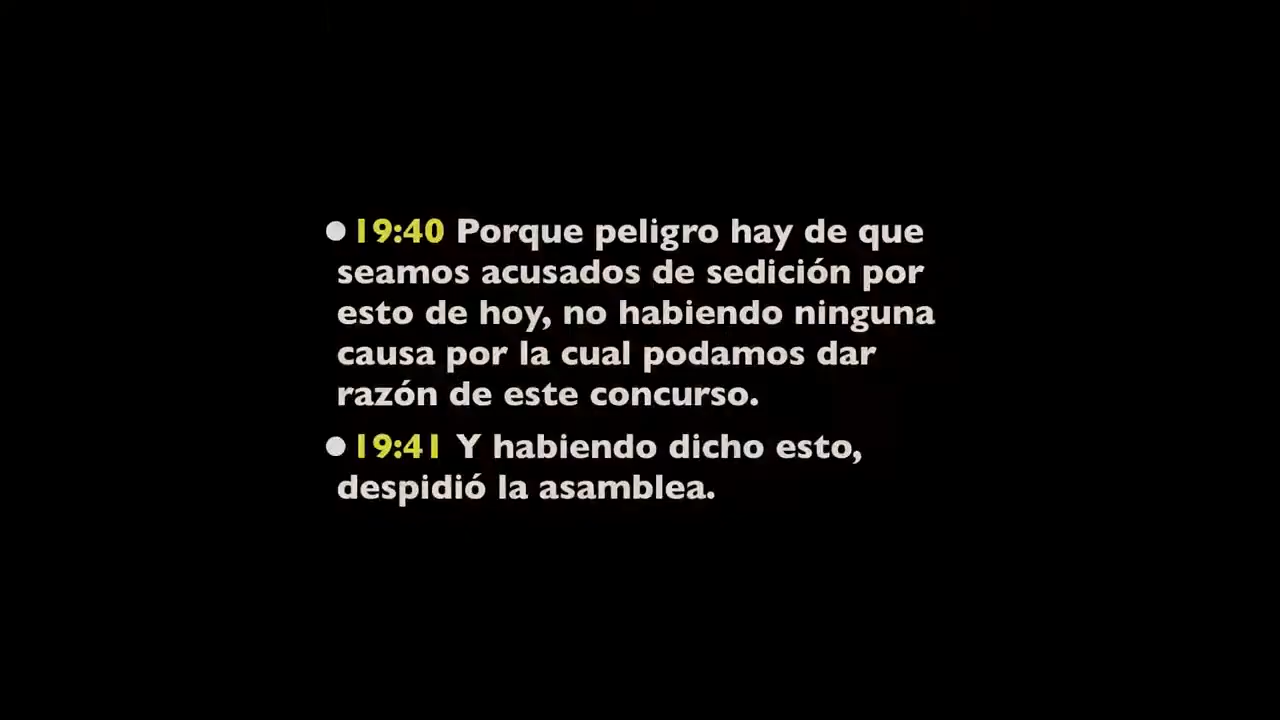 ●19:40 Porque peligro hay de que
seamos acusados de sedición por
esto de hoy, no habiendo ninguna
causa por la cual podamos dar
razón de este concurso.
●19:41 Y habiendo dicho esto,
despidió la asamblea.